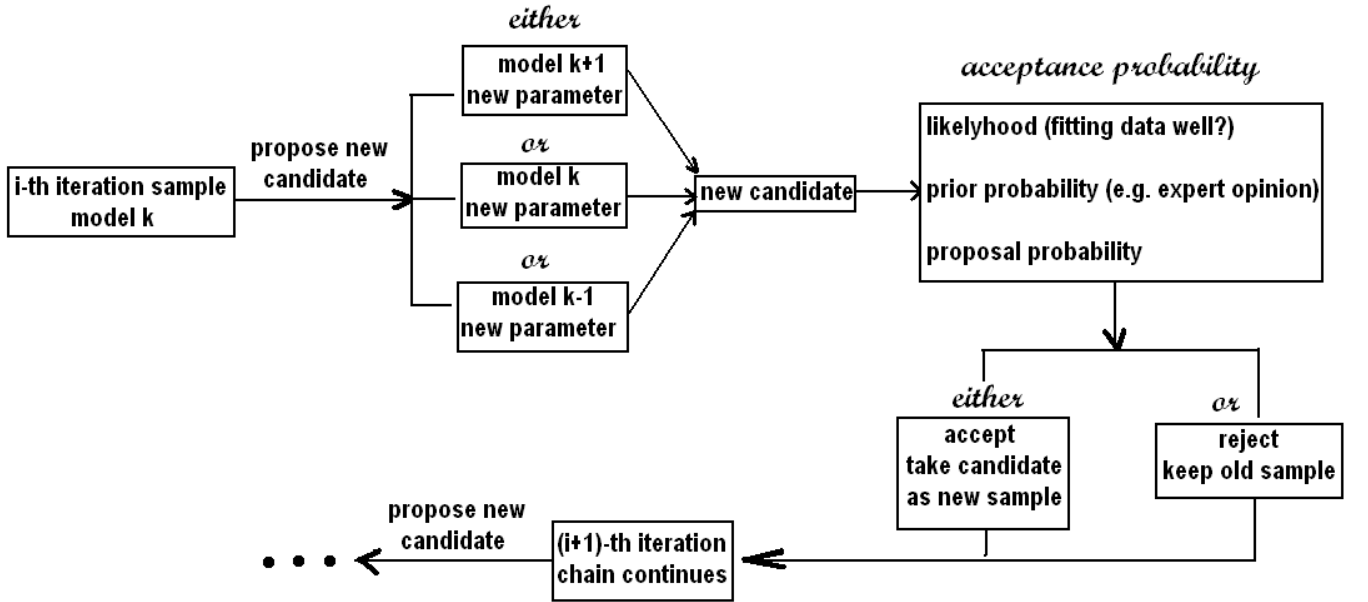 either
model k+1
new parameter
acceptance probability
likelyhood (fitting data well?)
or
propose new
candidate
i-th iteration sample
model k
model k
new parameter
new candidate
prior probability (e.g. expert opinion)
or
proposal probability
model k-1
new parameter
either
or
accept
take candidate
as new sample
reject
keep old sample
propose new
candidate
(i+1)-th iteration
chain continues